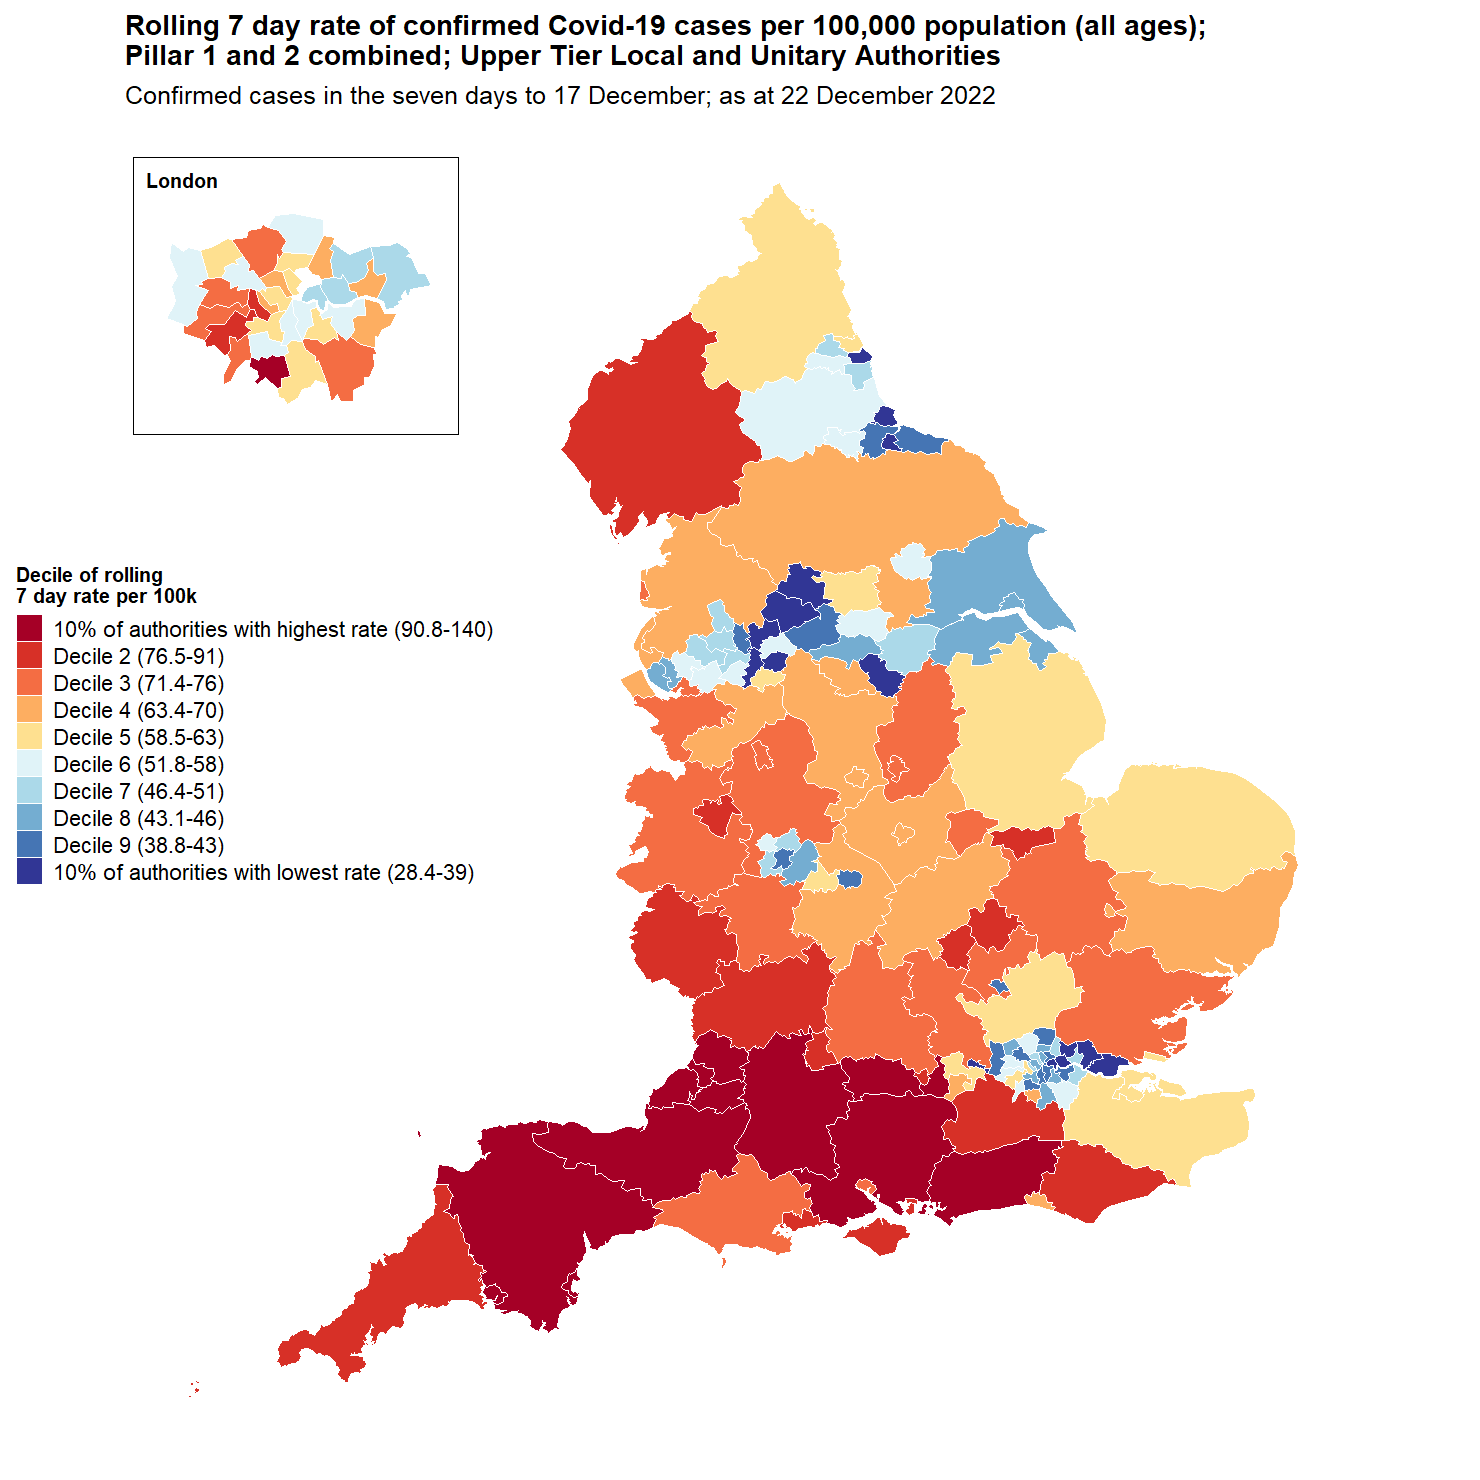 Rolling 7 day rate of confirmed Covid-19 cases per 100,000 population (all ages);
Pillar 1 and 2 combined; Upper Tier Local and Unitary Authorities
Confirmed cases in the seven days to 17 December; as at 22 December 2022
London
Decile of rolling
7 day rate per 100k
10% of authorities with highest rate (90.8-140)
Decile 2 (76.5-91)
Decile 3 (71.4-76)
Decile 4 (63.4-70)
Decile 5 (58.5-63)
Decile 6 (51.8-58)
Decile 7 (46.4-51)
Decile 8 (43.1-46)
Decile 9 (38.8-43)
10% of authorities with lowest rate (28.4-39)